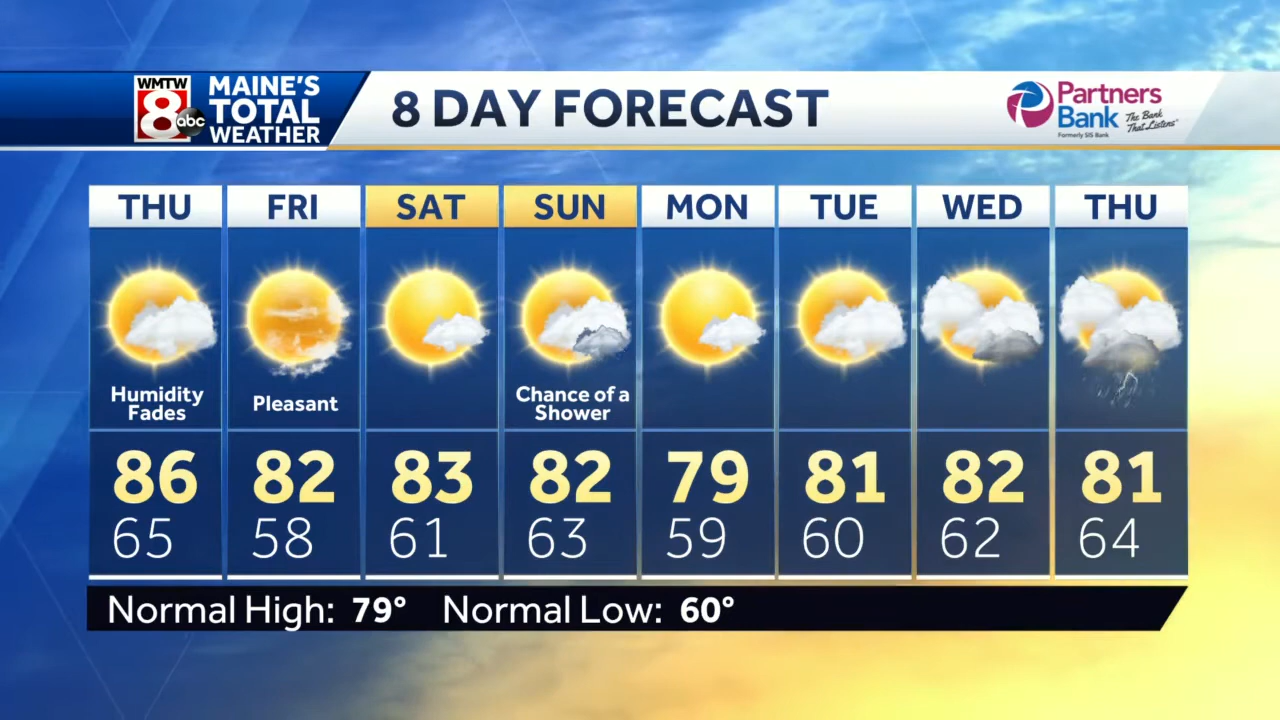 WMTW
8
abc
MAINE'S
TOTAL
WEATHER
8 DAY FORECAST
Partners
Bank
Formerly SIS Bank
The Bank
That Listens
THU FRI SAT SUN MON TUE WED THU
Humidity
Fades
Pleasant
Chance of a
Shower
86 82 83 82 79 81 82 81
65 58 61 63 59 60 62 64
Normal High: 79° Normal Low: 60°